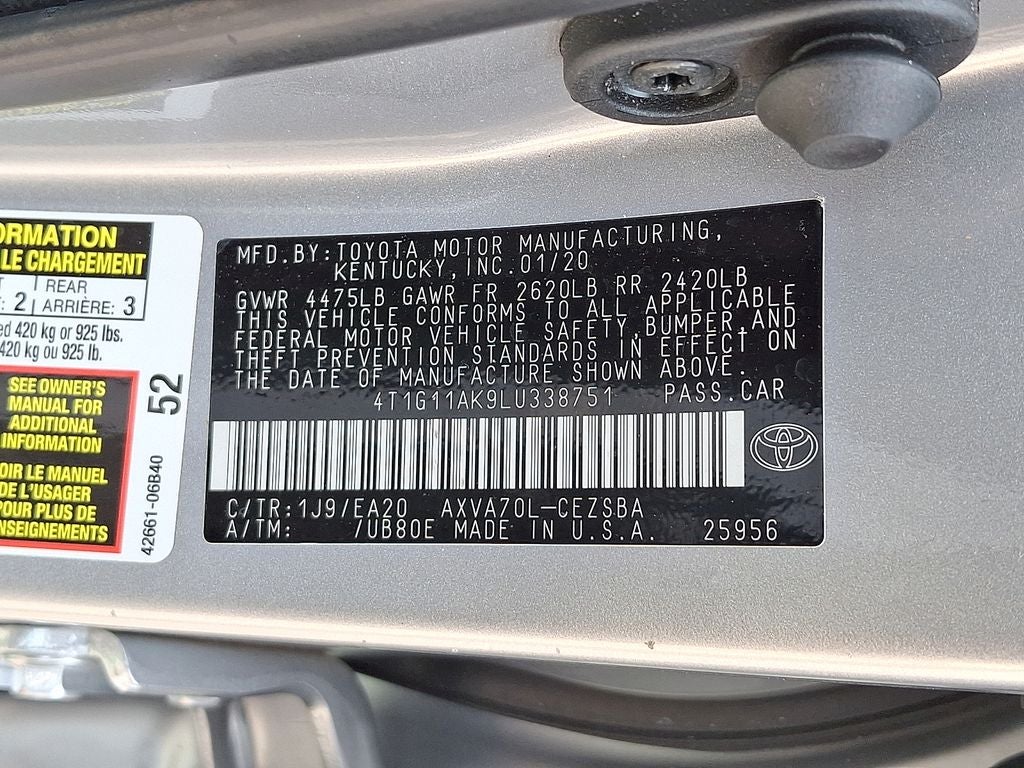 ORMATION
LE CHARGEMENT
2
REAR
ARRIÈRE: 3
ed 420 kg or 925 lbs.
420 kg ou 925 lb.
SEE OWNER'S
MANUAL FOR
ADDITIONAL
INFORMATION
OIR LE MANUEL
DE L'USAGER
POUR PLUS DE
NSEIGNEMENTS
52
42661-06B40
MFD.BY:TOYOTA MOTOR MANUFACTURING,
KENTUCKY,INC.01/20
GVWR 4475LB GAWR FR 2620LB RR 2420LB
THIS VEHICLE CONFORMS TO ALL APPLICABLE
FEDERAL MOTOR VEHICLE SAFETY,BUMPER,AND
THEFT PREVENTION STANDARDS IN EFFECT ON
THE DATE OF MANUFACTURE SHOWN ABOVE.
4T1G11AK9LU338751 PASS.CAR
C/TR:1J9/EA20 AXVA70L-CEZSBA
A/TM: /UB80E MADE IN U.S.A. 25956